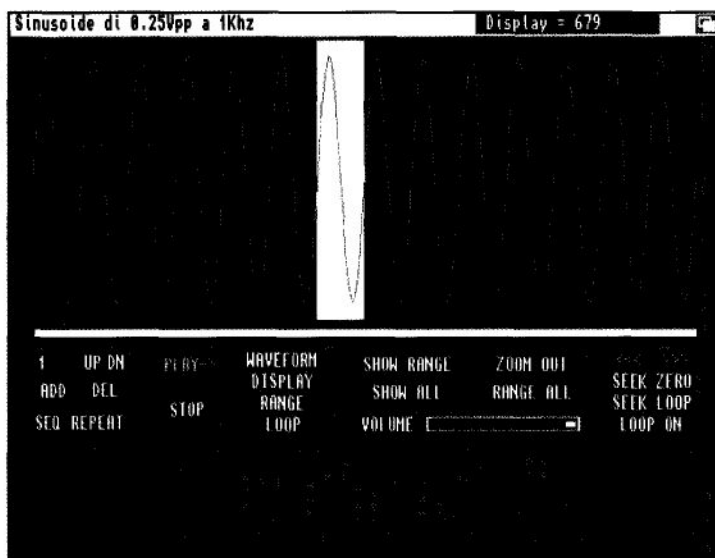 Sinusoide di 0.25Vpp a 1Khz
Display = 679
1 UP DN PLAY WAVEFORM SHOW RANGE ZOOM OUT
DISPLAY SEEK ZERO
ADD DEL SHOW ALL RANGE ALL
STOP RANGE SEEK LOOP
SEQ REPEAT LOOP VOLUME LOOP ON